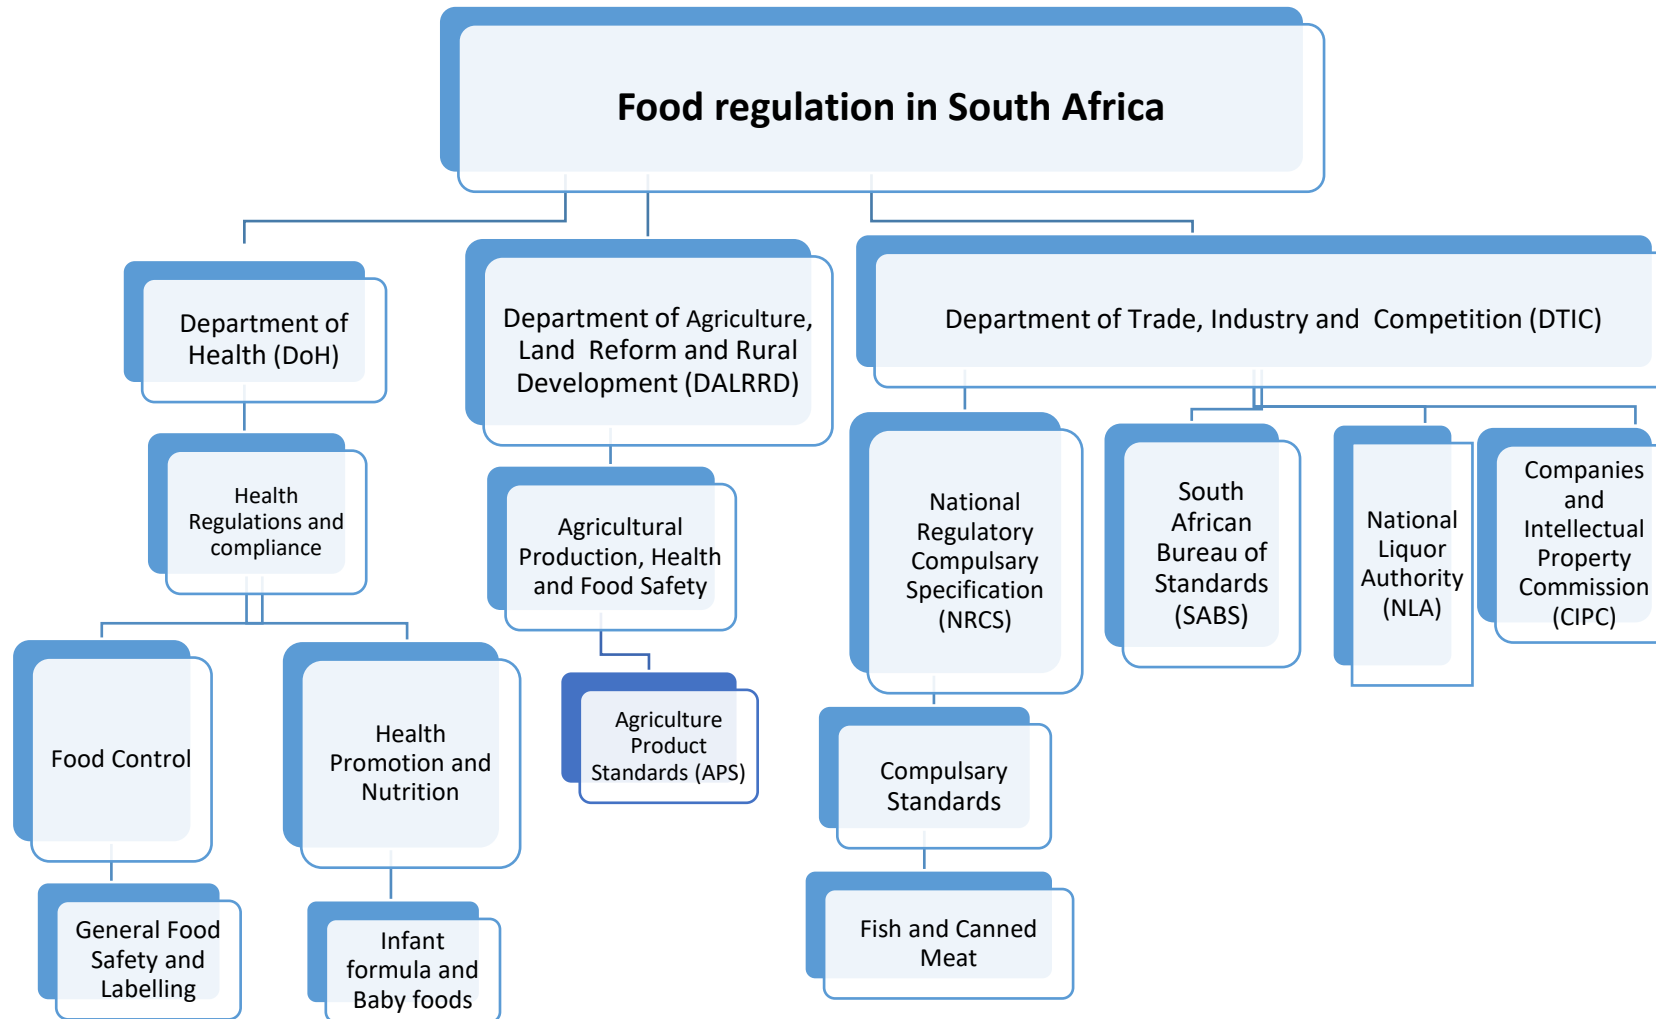 Food regulation in South Africa
Department of
Health (DoH)
Department of Agriculture,
Land Reform and Rural
Development (DALRRD)
Department of Trade, Industry and Competition (DTIC)
Health
Regulations and
compliance
Agricultural
Production, Health
and Food Safety
National
Regulatory
Compulsary
Specification
(NRCS)
South
African
Bureau of
Standards
(SABS)
National
Liquor
Authority
(NLA)
Companies
and
Intellectual
Property
Commission
(CIPC)
Food Control
Health
Promotion and
Nutrition
Agriculture
Product
Standards (APS)
Compulsary
Standards
General Food
Safety and
Labelling
Infant
formula and
Baby foods
Fish and Canned
Meat